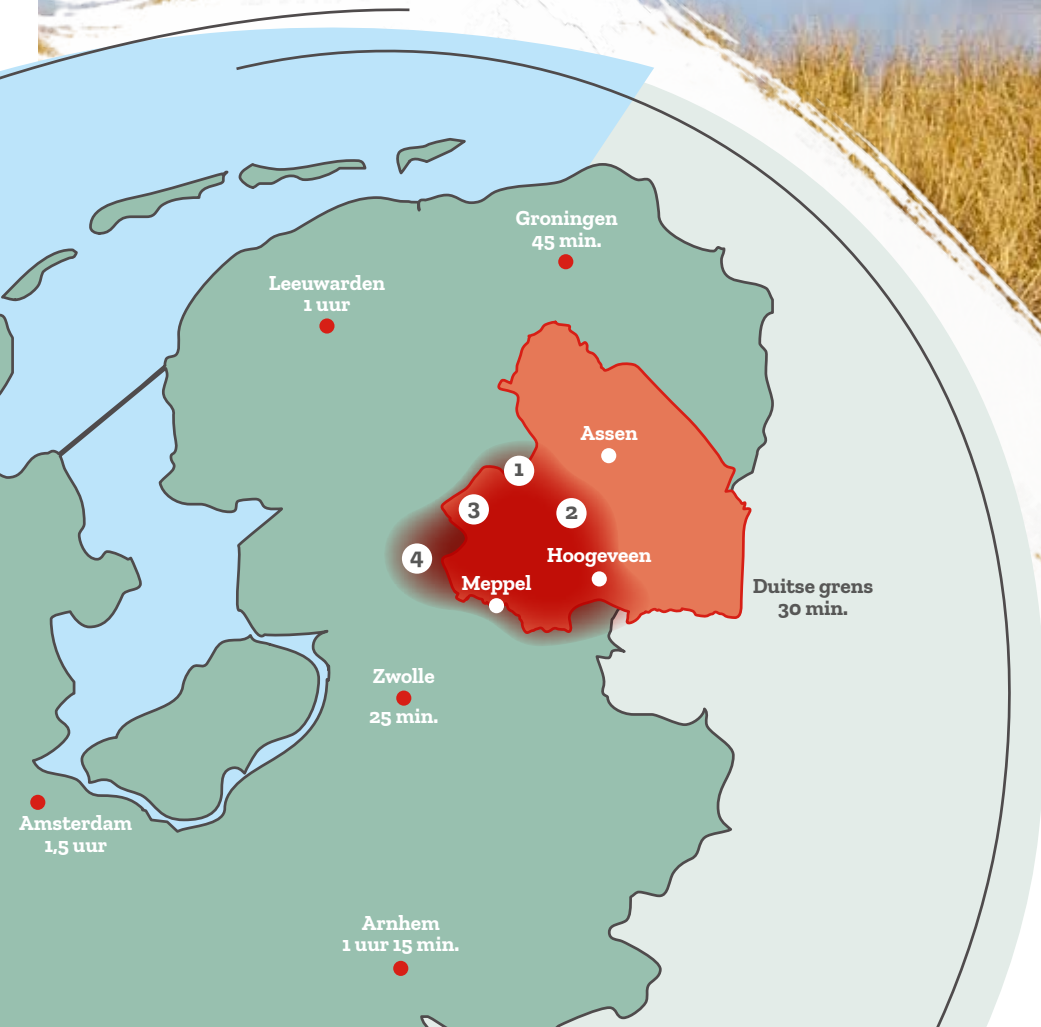 Groningen
45 min.
Leeuwarden
1 uur
Assen
1
3
2
4
Hoogeveen
Meppel
Duitse grens
30 min.
Zwolle
25 min.
Amsterdam
1,5 uur
Arnhem
1 uur 15 min.